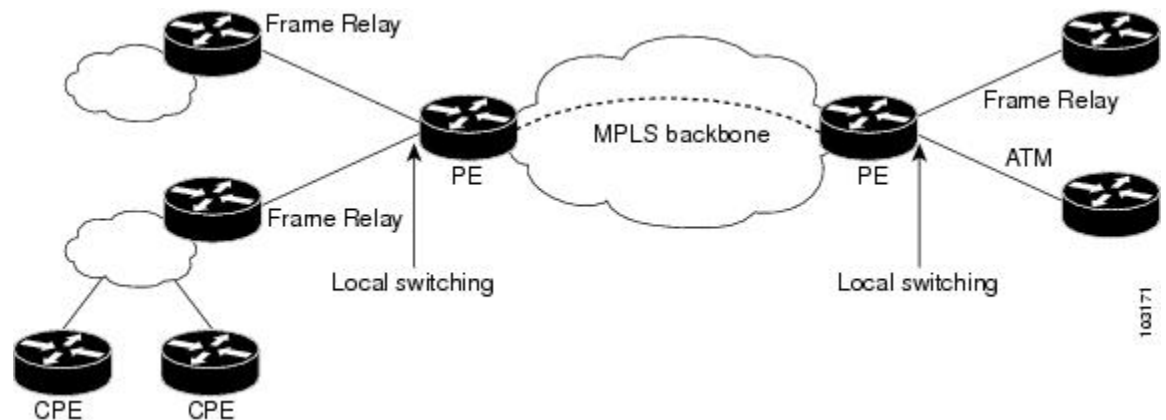 Frame Relay
Frame Relay
MPLS backbone
PE
PE
ATM
Frame Relay
Local switching
Local switching
103171
CPE
CPE